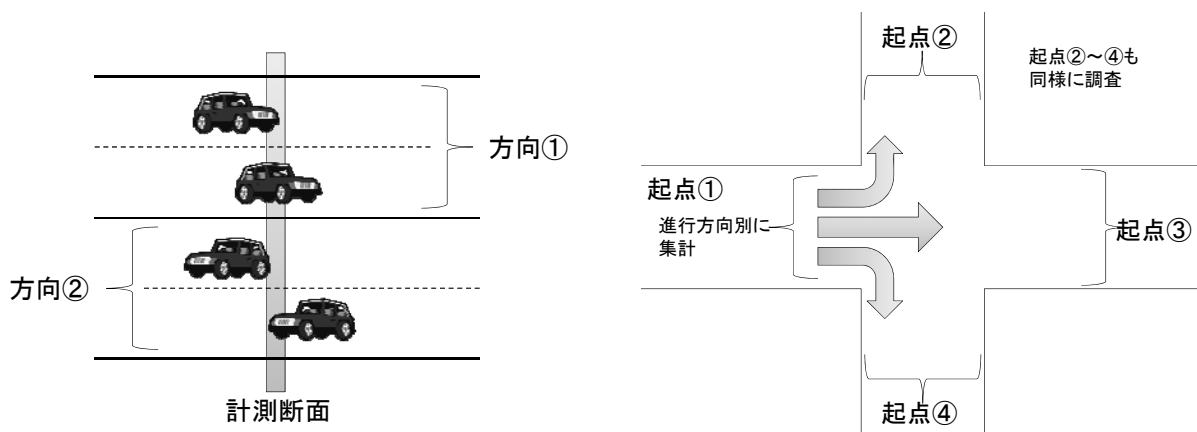 方向①
方向②
計測断面
起点②
起点②～④も
同様に調査
起点①
進行方向別に
集計
起点③
起点④